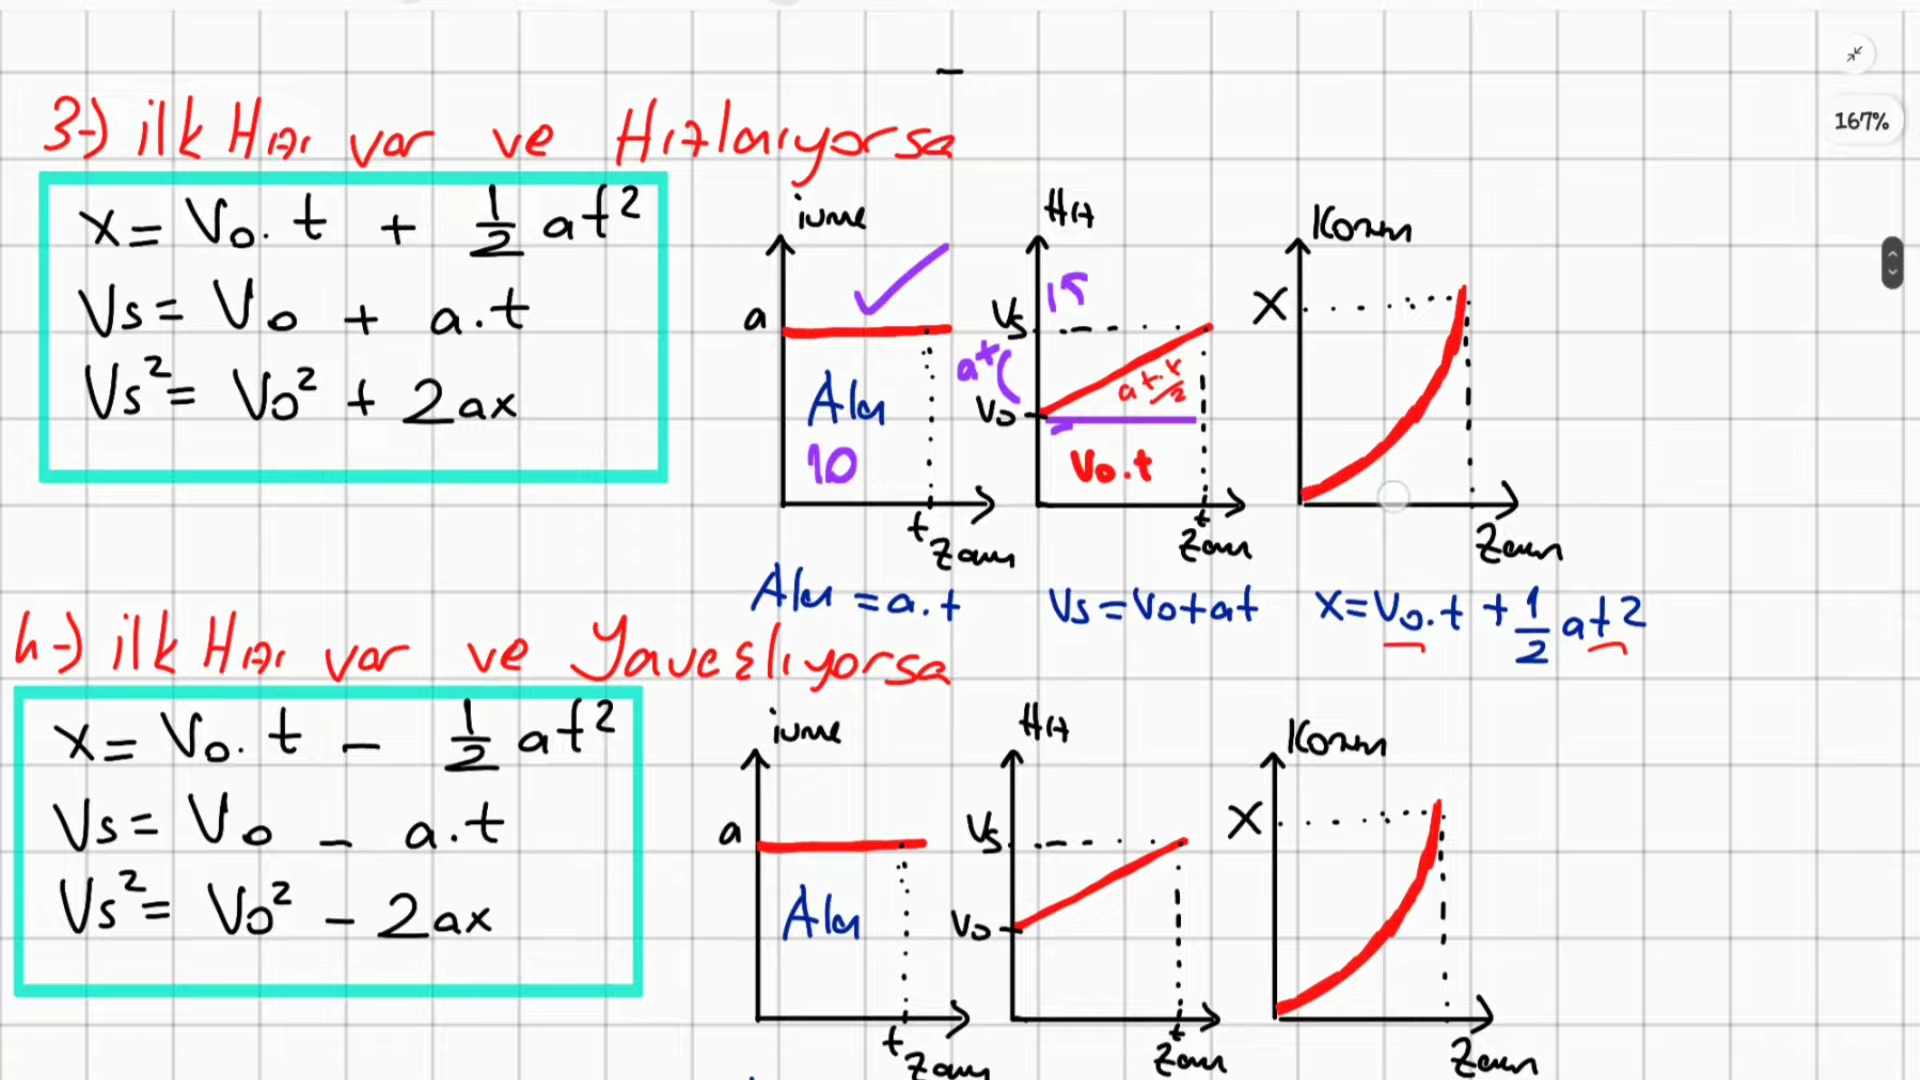 167%
3-) ilk Hızı var ve Hızlanıyorsa
x = V₀.t + 1/2 at²
Vs = V₀ + a.t
Vs² = V₀² + 2ax
ivme
a
Alan
10
t
Zaman
Hız
15
Vs
at
V₀
at.t/2
V₀.t
t
Zaman
Konum
X
Zaman
Alan = a.t
Vs = V₀+at
X = V₀.t + 1/2 at2
4-) ilk Hızı var ve Yavaşlıyorsa
x = V₀.t - 1/2 at²
Vs = V₀ - a.t
Vs² = V₀² - 2ax
ivme
a
Alan
t
Zaman
Hız
Vs
V₀
t
Zaman
Konum
X
Zaman